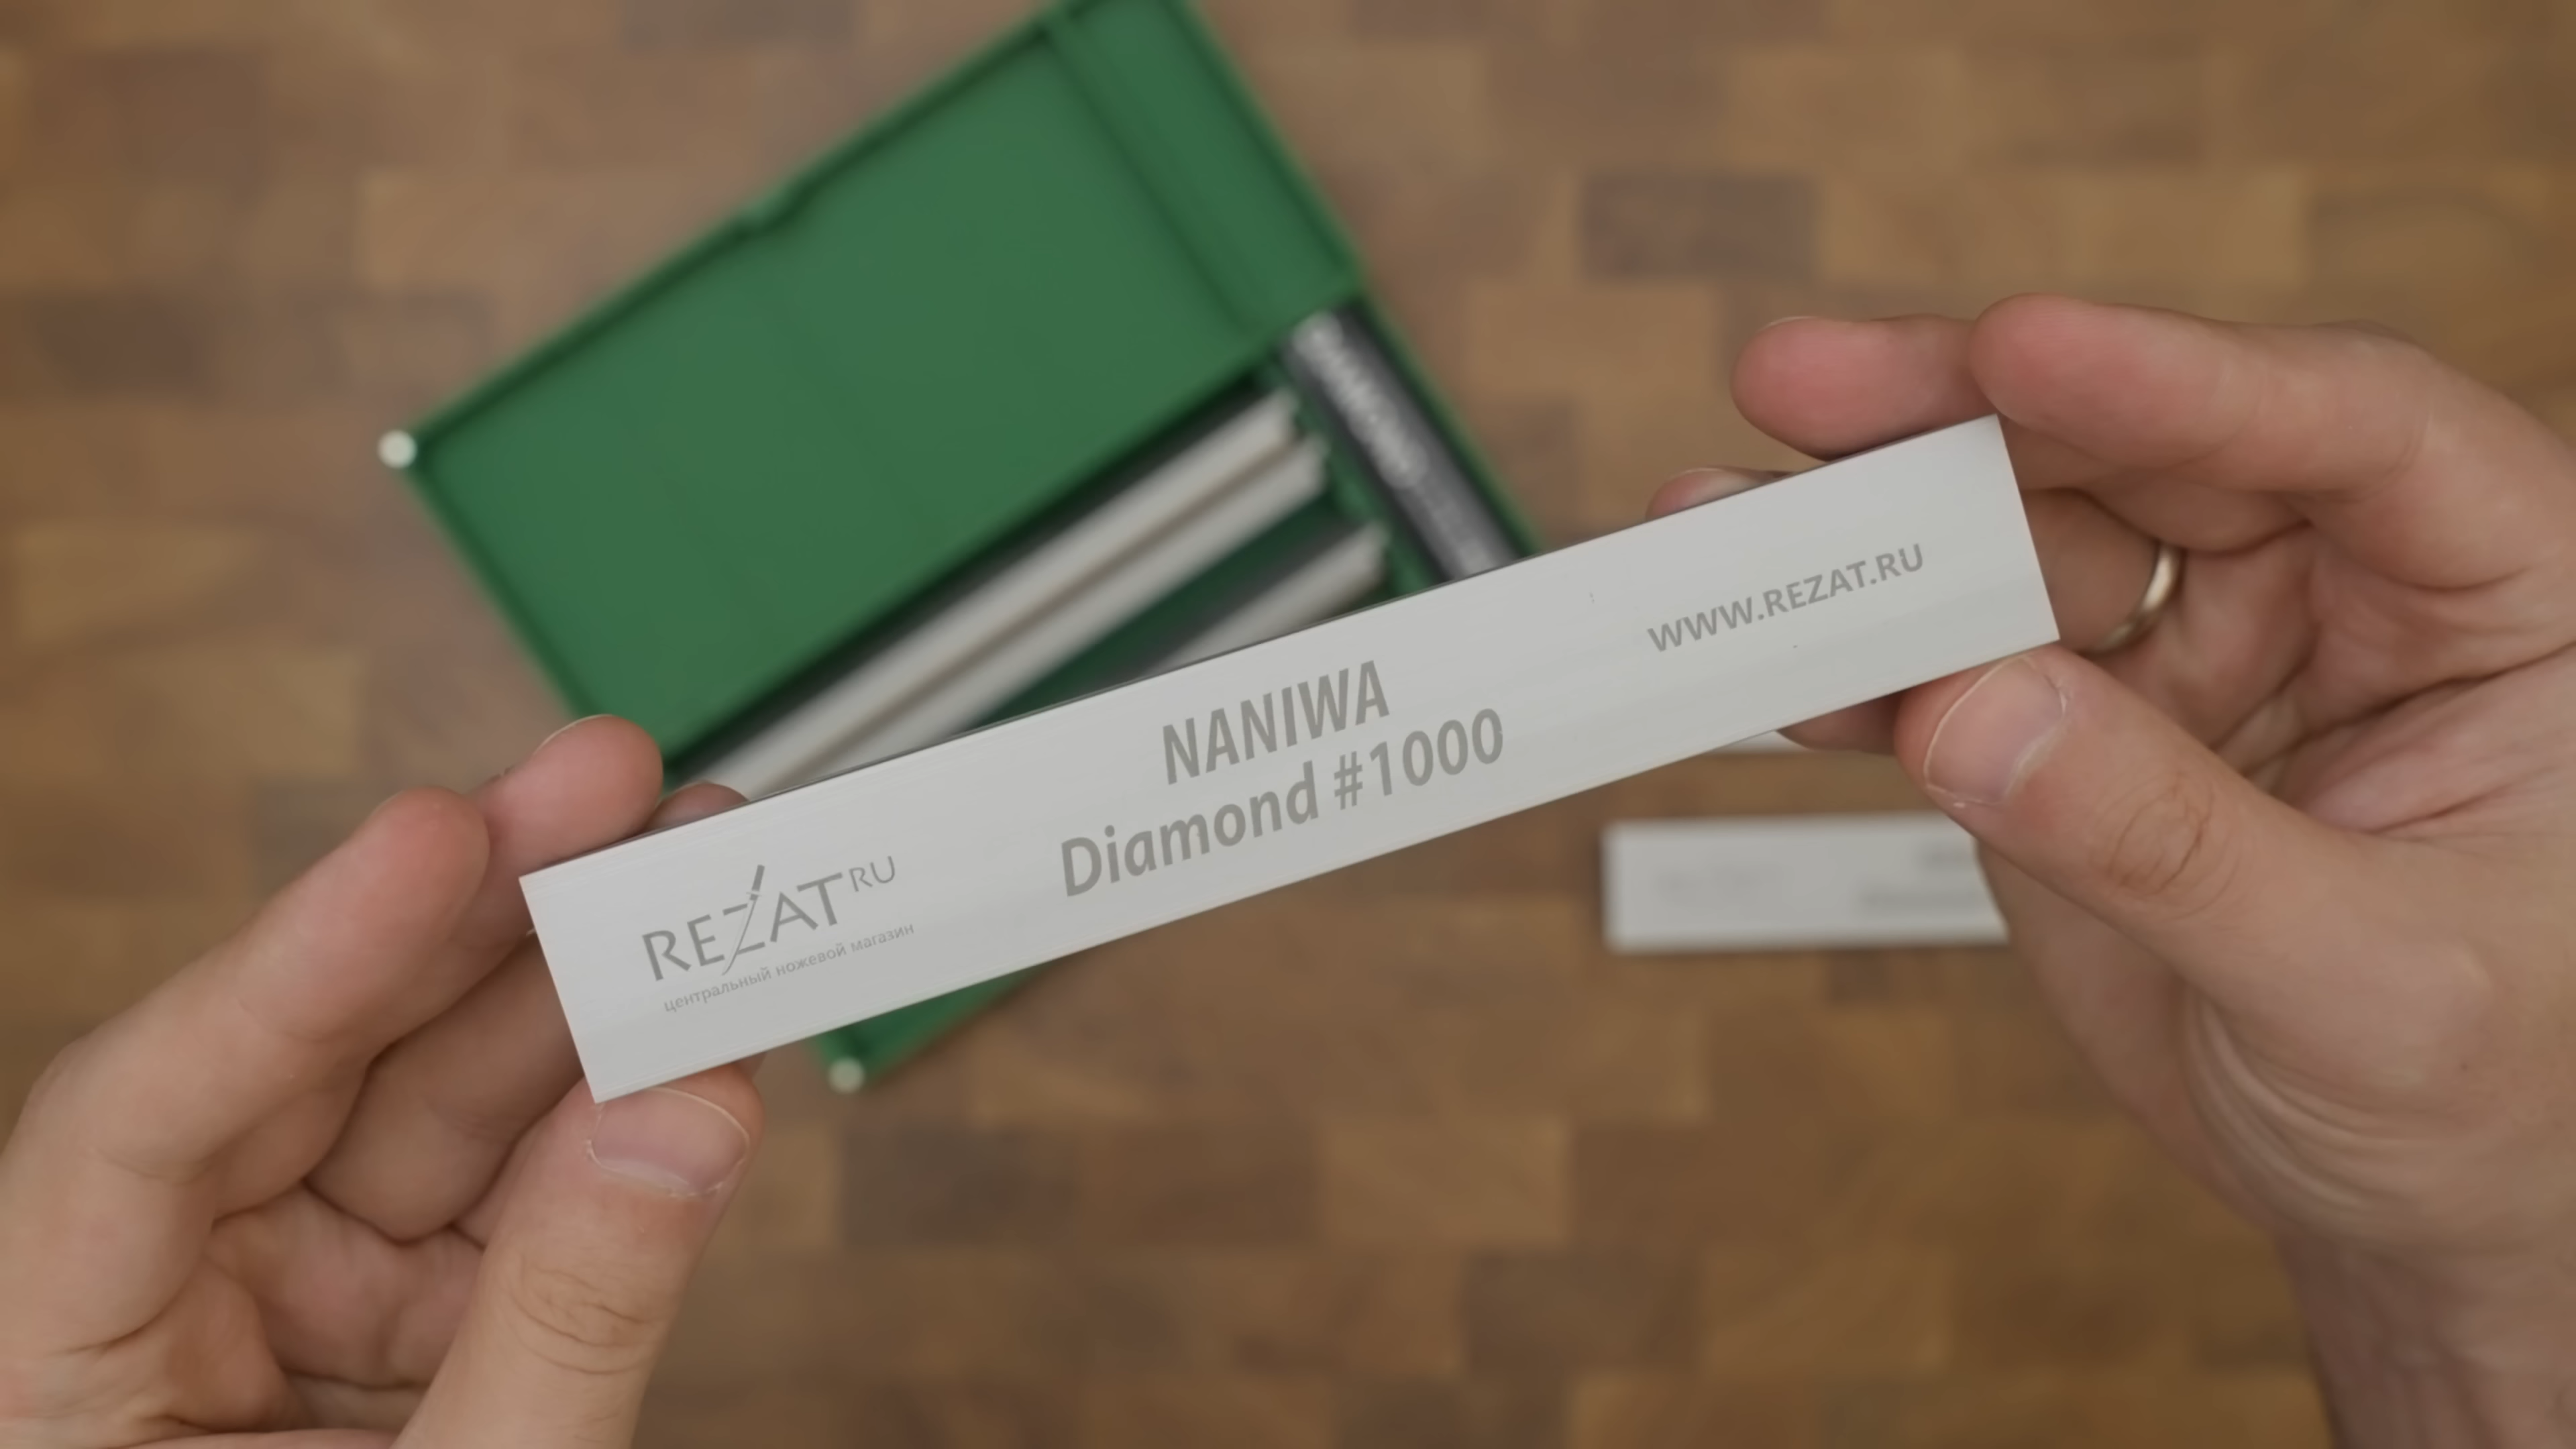 REZAT RU
центральный ножевой магазин
NANIWA
Diamond #1000
WWW.REZAT.RU